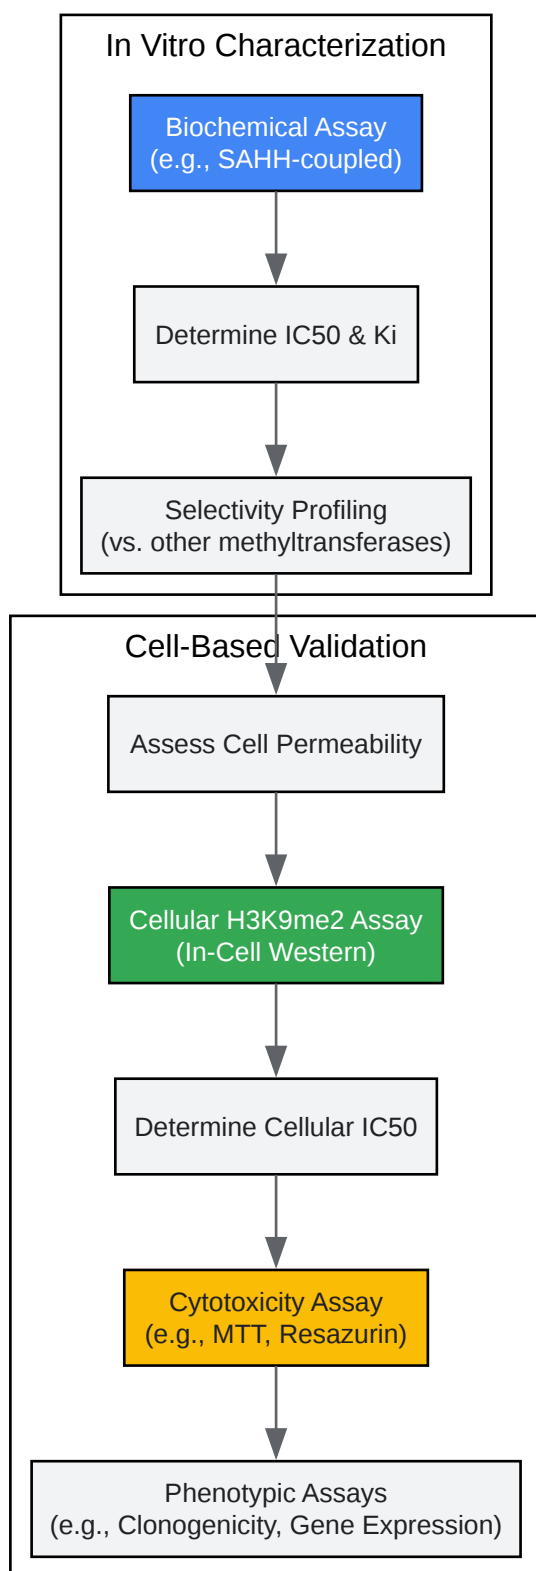 In Vitro Characterization
Biochemical Assay
(e.g., SAHH-coupled)
Determine IC50 & Ki
Selectivity Profiling
(vs. other methyltransferases)
Cell-Based Validation
Assess Cell Permeability
Cellular H3K9me2 Assay
(In-Cell Western)
Determine Cellular IC50
Cytotoxicity Assay
(e.g., MTT, Resazurin)
Phenotypic Assays
(e.g., Clonogenicity, Gene Expression)